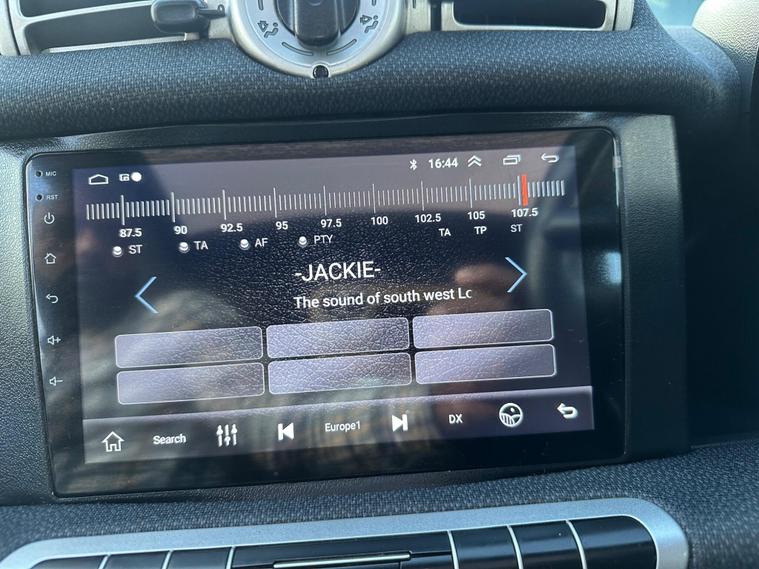 MIC
16:44
RST
87.5 90 92.5 95 97.5 100 102.5 105 107.5
ST TA AF PTY TA TP ST
-JACKIE-
The sound of south west Lo
Search Europe1 DX